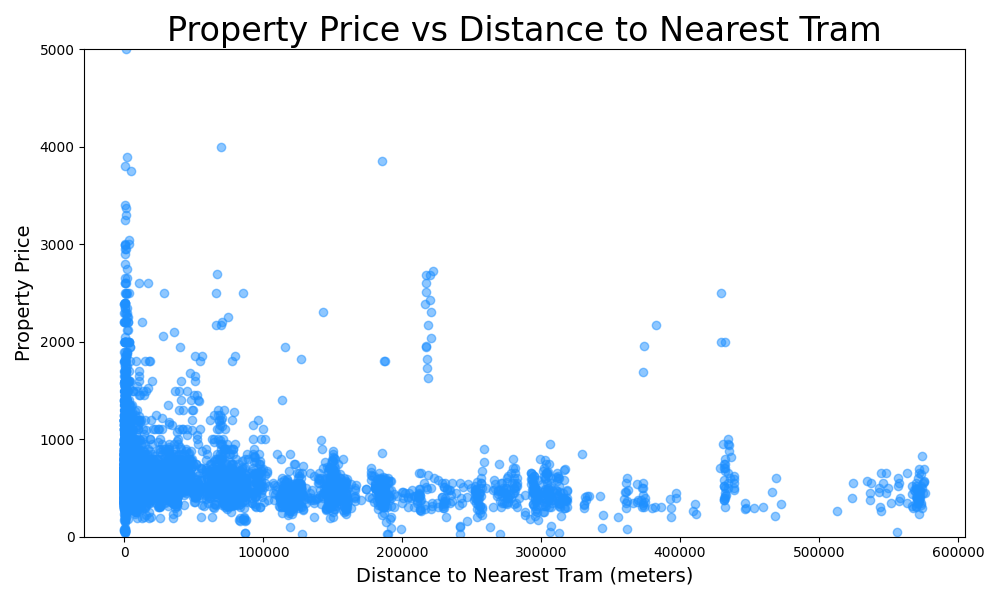 Property Price vs Distance to Nearest Tram
5000
4000
3000
2000
1000
0
Property Price
0 100000 200000 300000 400000 500000 600000
Distance to Nearest Tram (meters)